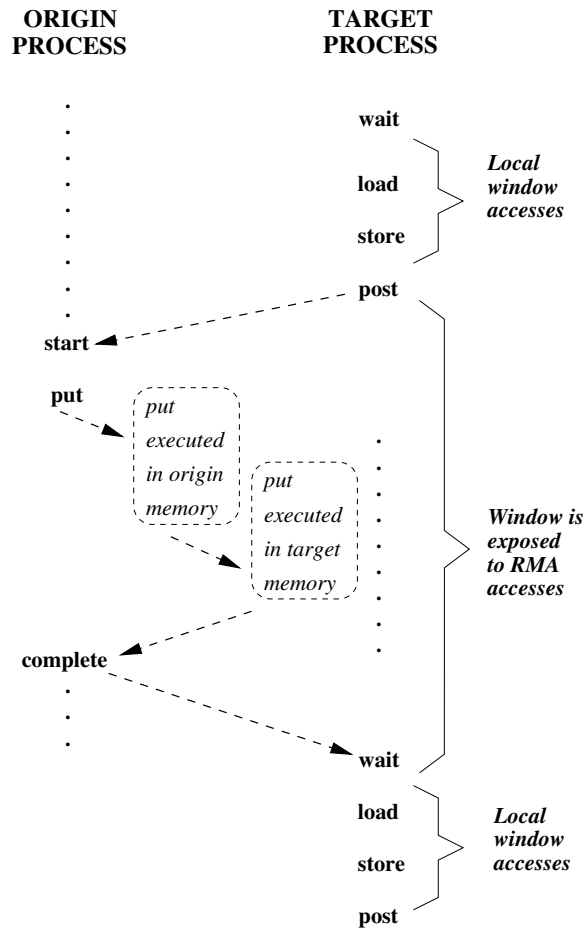 ORIGIN
PROCESS
TARGET
PROCESS
wait
load
store
Local
window
accesses
post
start
put
put
executed
in origin
memory
put
executed
in target
memory
Window is
exposed
to RMA
accesses
complete
wait
load
store
Local
window
accesses
post